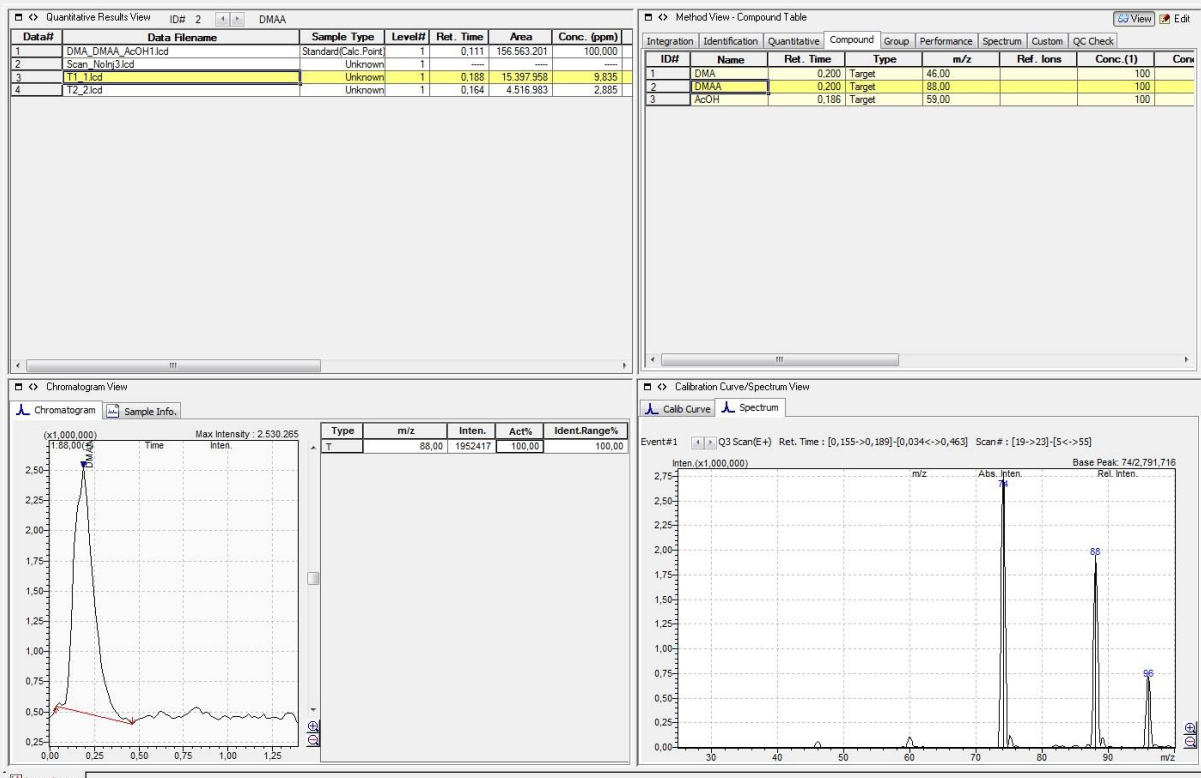 Quantitative Results View ID# 2 DMAA
Data# Data Filename Sample Type Level# Ret. Time Area Conc. (ppm)
1 DMA_DMAA_AcOH1.lcd Standard(Calc.Point) 1 0,111 156.563.201 100,000
2 Scan_NoInj3.lcd Unknown 1 ----- ----- -----
3 T1_1.lcd Unknown 1 0,188 15.397.958 9,835
4 T2_2.lcd Unknown 1 0,164 4.516.983 2,885
Method View - Compound Table View Edit
Integration Identification Quantitative Compound Group Performance Spectrum Custom QC Check
ID# Name Ret. Time Type m/z Ref. Ions Conc.(1) Con
1 DMA 0,200 Target 46,00 100
2 DMAA 0,200 Target 88,00 100
3 AcOH 0,186 Target 59,00 100
Chromatogram View
Chromatogram Sample Info.
(x1,000,000) Max Intensity : 2.530.265
1:88,00(+) Time Inten.
DMAA
2,50
2,25
2,00
1,75
1,50
1,25
1,00
0,75
0,50
0,25
0,00 0,25 0,50 0,75 1,00 1,25
Type m/z Inten. Act% Ident.Range%
T 88,00 1952417 100,00 100,00
Calibration Curve/Spectrum View
Calib Curve Spectrum
Event#1 Q3 Scan(E+) Ret. Time : [0,155->0,189]-[0,034<->0,463] Scan# : [19->23]-[5<->55]
Inten.(x1,000,000) Base Peak: 74/2,791,716
m/z Abs. Inten. Rel. Inten.
2,75
2,50
2,25
2,00
1,75
1,50
1,25
1,00
0,75
0,50
0,25
0,00
74
88
96
30 40 50 60 70 80 90 m/z